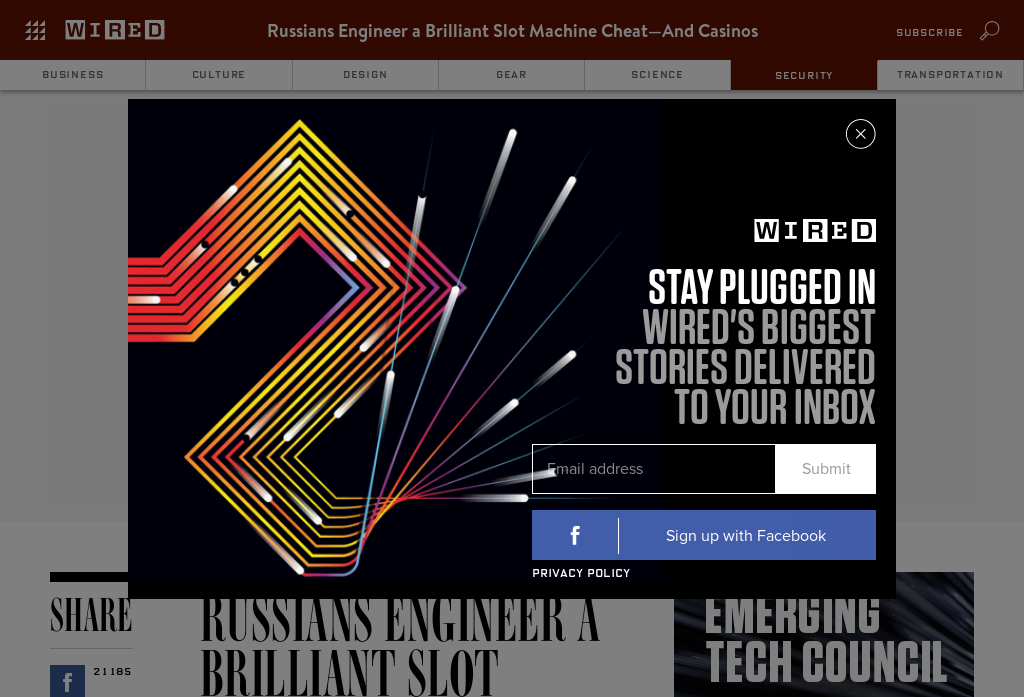 WIRED
Russians Engineer a Brilliant Slot Machine Cheat—And Casinos
SUBSCRIBE
BUSINESS
CULTURE
DESIGN
GEAR
SCIENCE
SECURITY
TRANSPORTATION
WIRED
STAY PLUGGED IN
WIRED'S BIGGEST
STORIES DELIVERED
TO YOUR INBOX
Email address
Submit
f
Sign up with Facebook
PRIVACY POLICY
SHARE
f
21185
RUSSIANS ENGINEER A
BRILLIANT SLOT
EMERGING
TECH COUNCIL